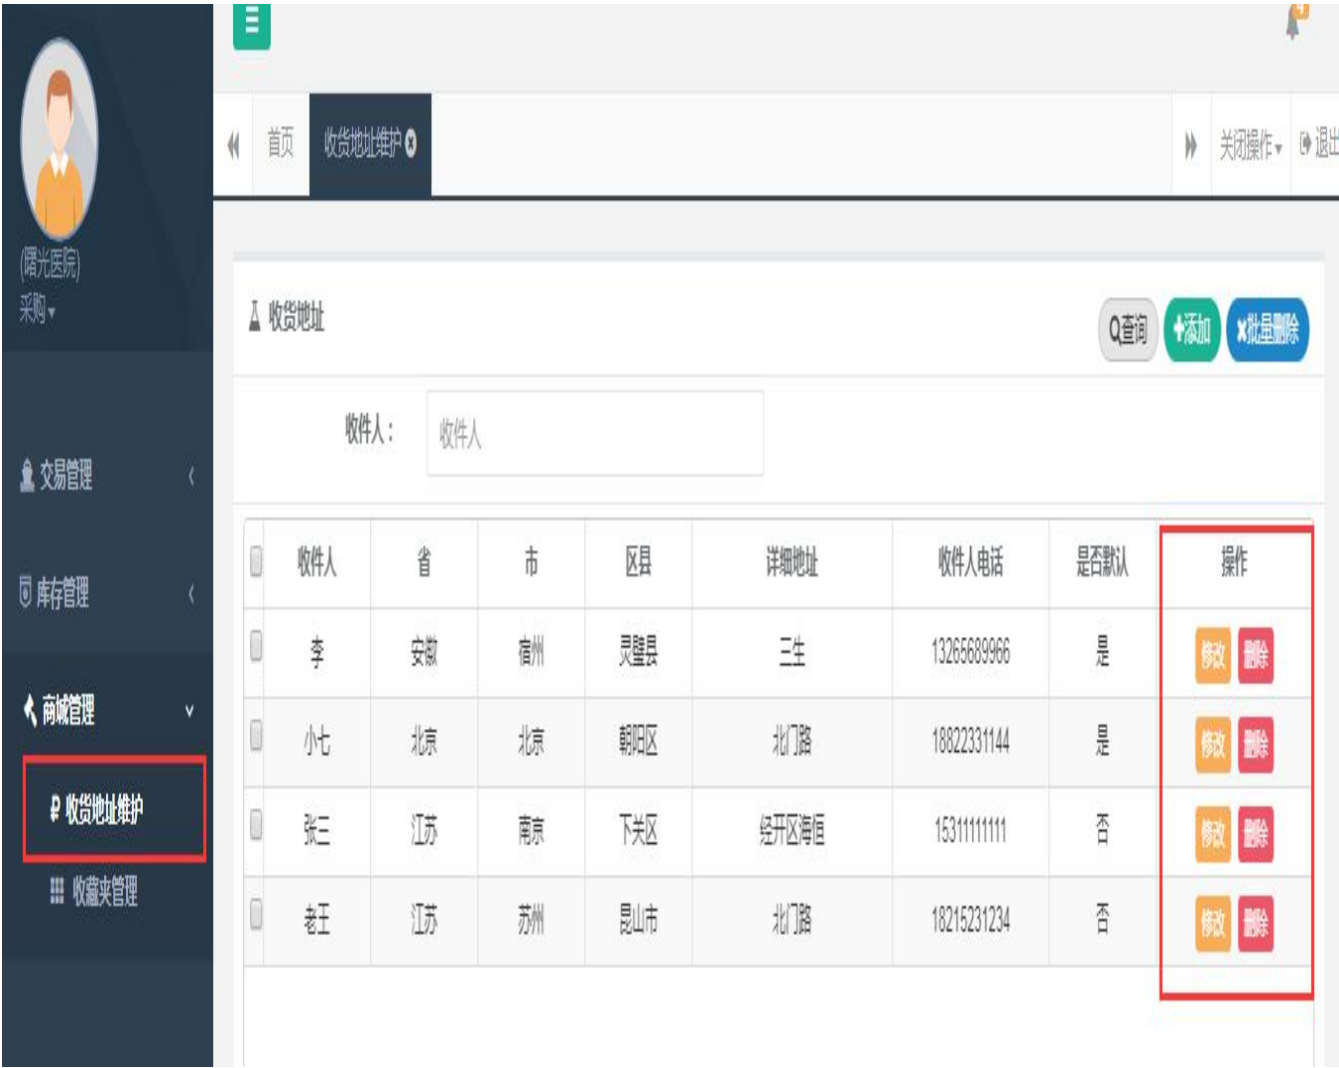 4
首页 收货地址维护 关闭操作 退出
(曙光医院)
采购
收货地址 查询 添加 批量删除
收件人： 收件人
交易管理
库存管理
商城管理
收货地址维护
收藏夹管理
收件人 省 市 区县 详细地址 收件人电话 是否默认 操作
李 安徽 宿州 灵璧县 三生 13265689966 是 修改 删除
小七 北京 北京 朝阳区 北门路 18822331144 是 修改 删除
张三 江苏 南京 下关区 经开区海恒 15311111111 否 修改 删除
老王 江苏 苏州 昆山市 北门路 18215231234 否 修改 删除